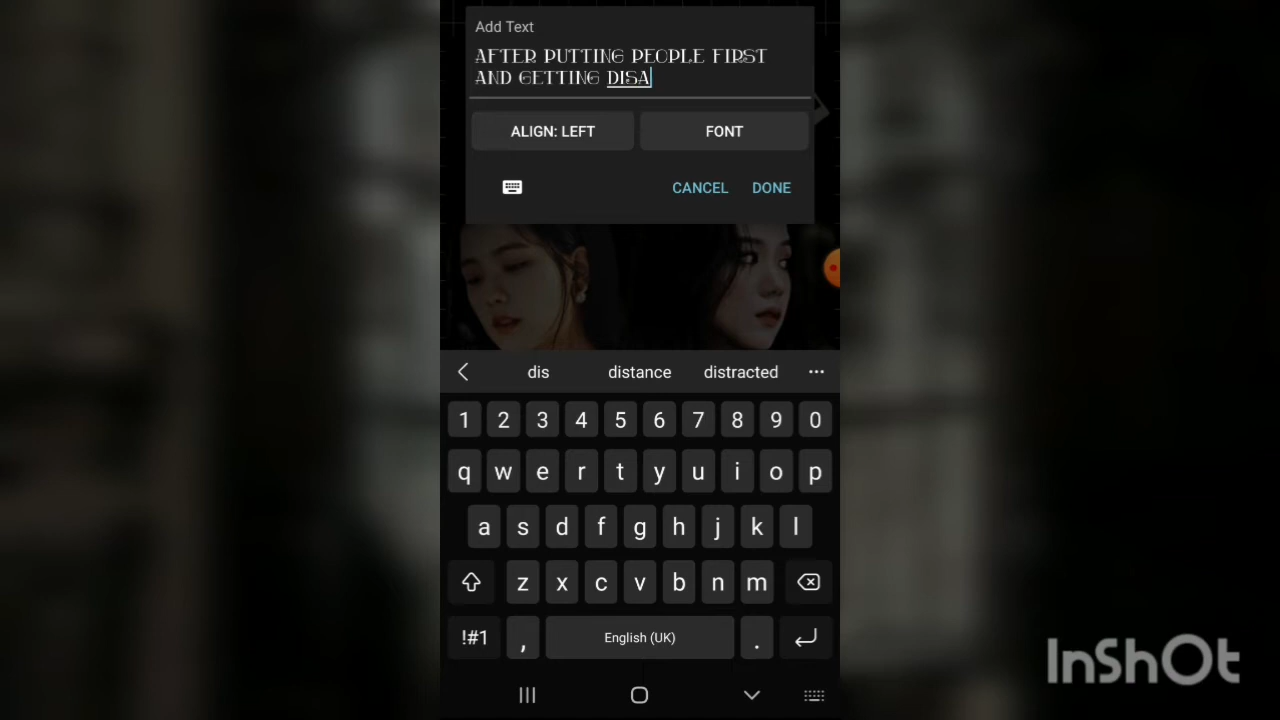 Add Text
AFTER PUTTING PEOPLE FIRST
AND GETTING DISA
ALIGN: LEFT FONT
CANCEL DONE
dis distance distracted ...
1 2 3 4 5 6 7 8 9 0
q w e r t y u i o p
a s d f g h j k l
z x c v b n m
!#1 , English (UK) .
InShOt